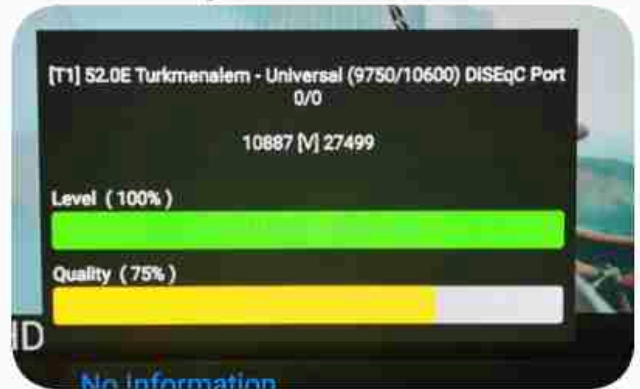 [T1] 52.0E Turkmenalem - Universal (9750/10600) DiSEqC Port
0/0
10887 [V] 27499
Level ( 100% )
Quality ( 75% )
No Information